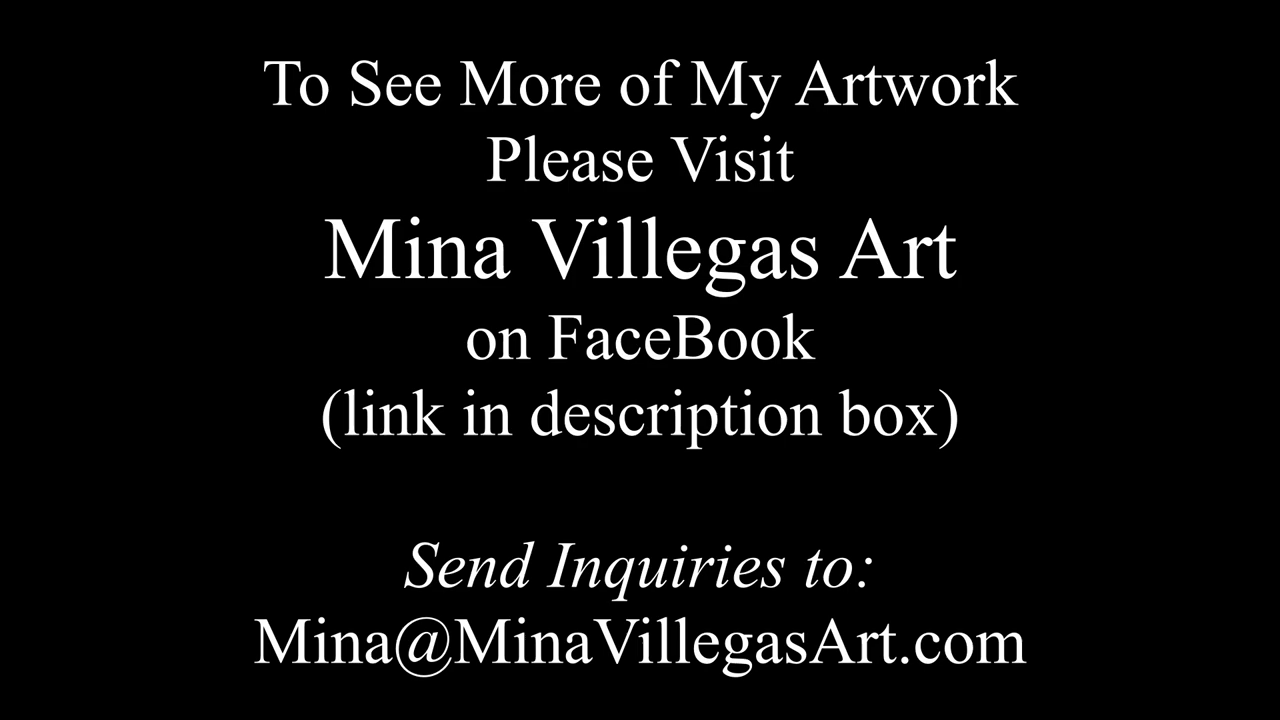 To See More of My Artwork
Please Visit
Mina Villegas Art
on FaceBook
(link in description box)
Send Inquiries to:
Mina@MinaVillegasArt.com